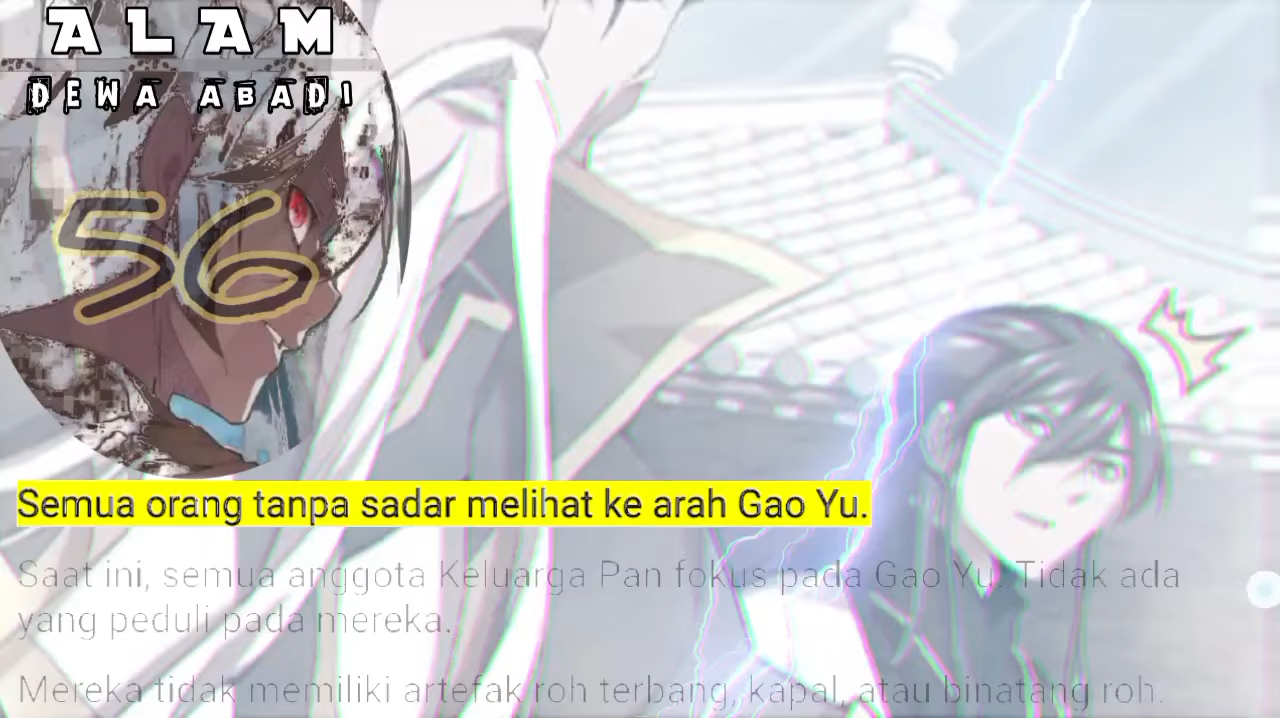 ALAM
DEWA ABADI
56
Semua orang tanpa sadar melihat ke arah Gao Yu.
Saat ini, semua anggota Keluarga Pan fokus pada Gao Yu. Tidak ada
yang peduli pada mereka.
Mereka tidak memiliki artefak roh terbang, kapal, atau binatang roh.